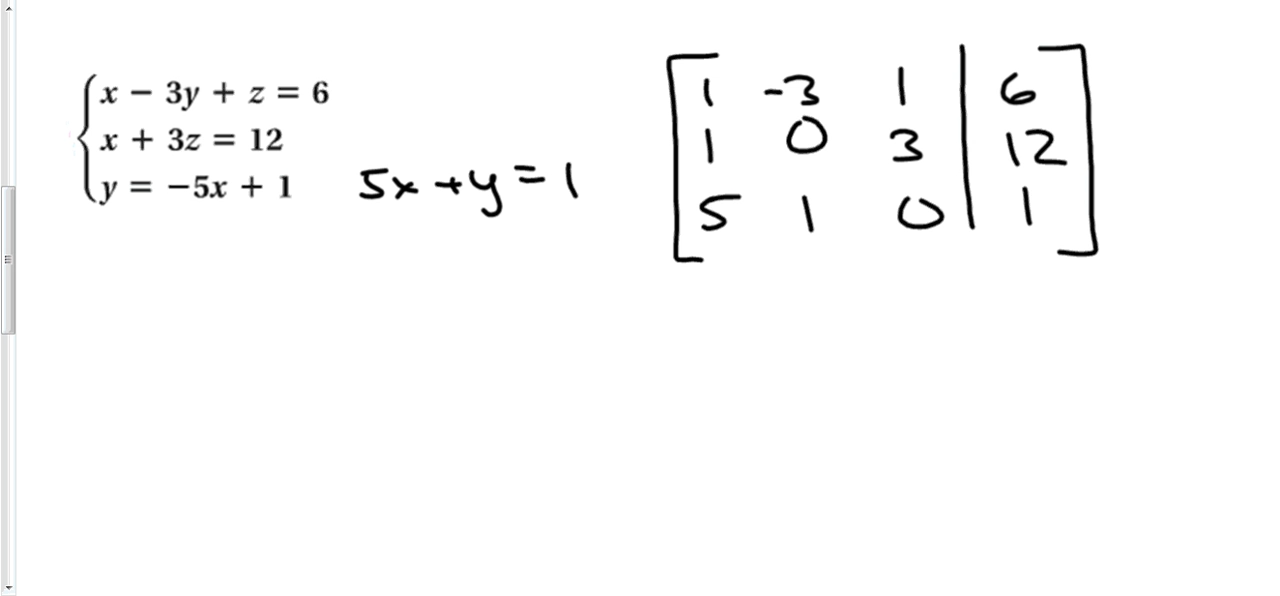 x − 3y + z = 6
x + 3z = 12
y = −5x + 1
5x + y = 1
1 -3 1 6
1 0 3 12
5 1 0 1